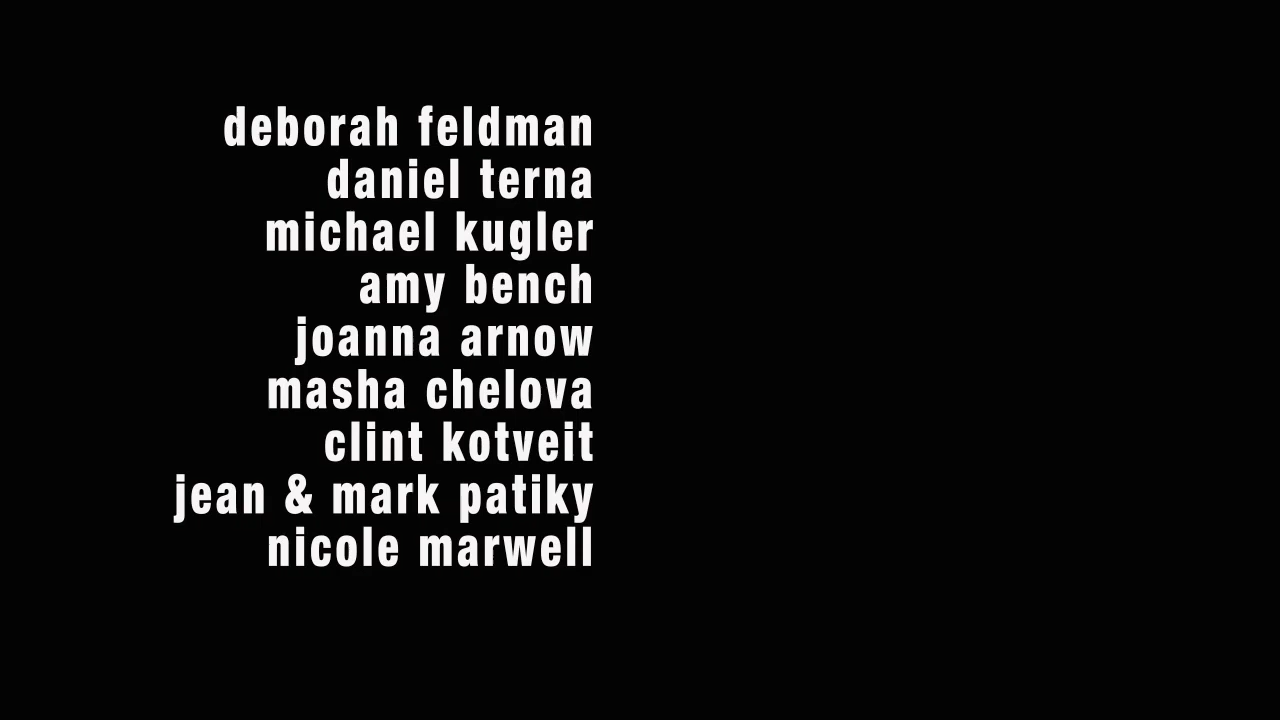 deborah feldman
daniel terna
michael kugler
amy bench
joanna arnow
masha chelova
clint kotveit
jean & mark patiky
nicole marwell